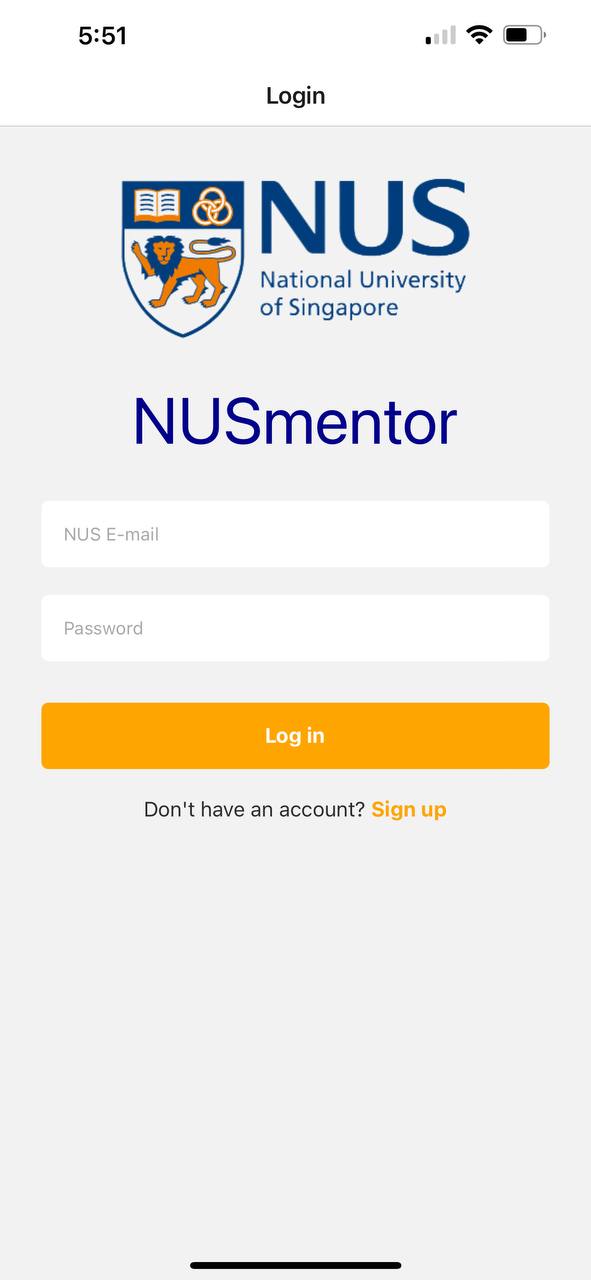 5:51
Login
NUS
National University
of Singapore
NUSmentor
NUS E-mail
Password
Log in
Don't have an account? Sign up